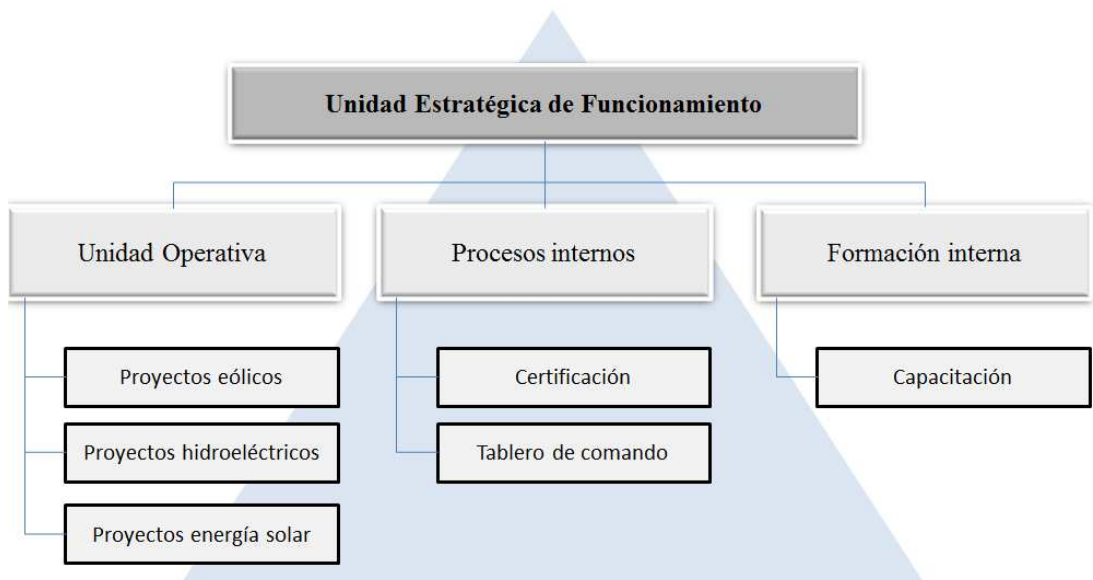 Unidad Estratégica de Funcionamiento
Unidad Operativa
Procesos internos
Formación interna
Proyectos eólicos
Certificación
Capacitación
Proyectos hidroeléctricos
Tablero de comando
Proyectos energía solar